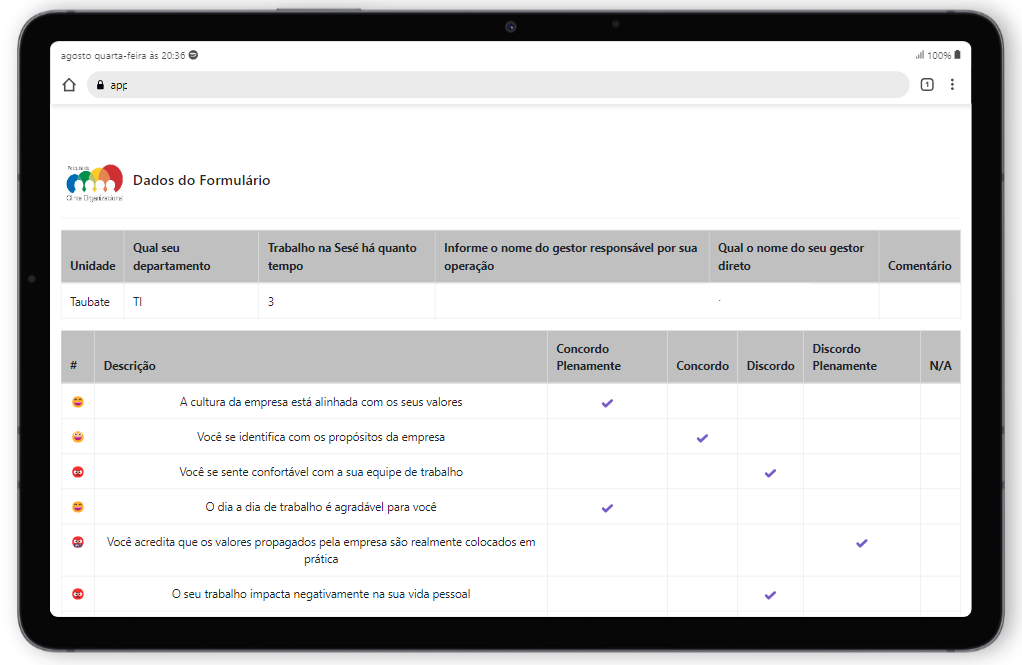 agosto quarta-feira às 20:36
100%
app
1
Pesquisa de
Clima Organizacional
Dados do Formulário
Unidade
Qual seu
departamento
Trabalho na Sesé há quanto
tempo
Informe o nome do gestor responsável por sua
operação
Qual o nome do seu gestor
direto
Comentário
Taubate
TI
3
# Descrição
Concordo
Plenamente
Concordo
Discordo
Discordo
Plenamente
N/A
A cultura da empresa está alinhada com os seus valores
Você se identifica com os propósitos da empresa
Você se sente confortável com a sua equipe de trabalho
O dia a dia de trabalho é agradável para você
Você acredita que os valores propagados pela empresa são realmente colocados em
prática
O seu trabalho impacta negativamente na sua vida pessoal